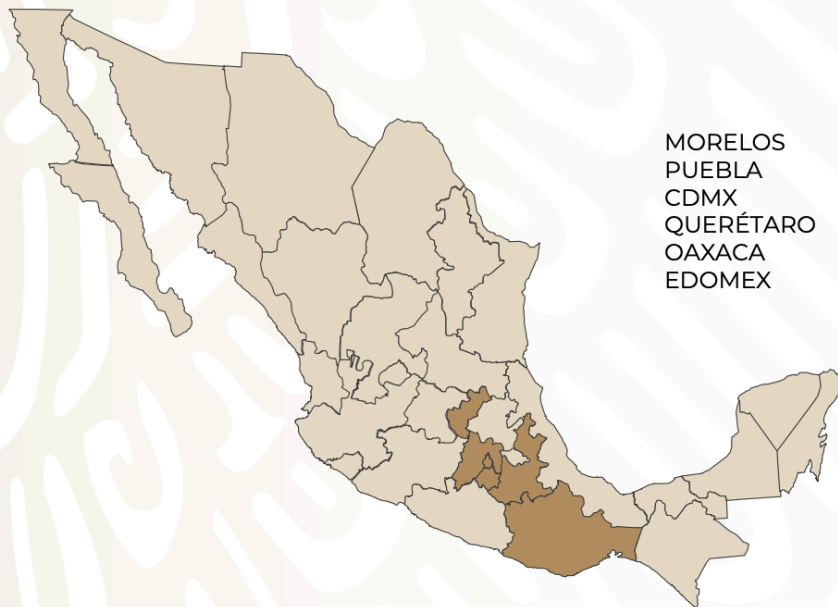 MORELOS
PUEBLA
CDMX
QUERÉTARO
OAXACA
EDOMEX